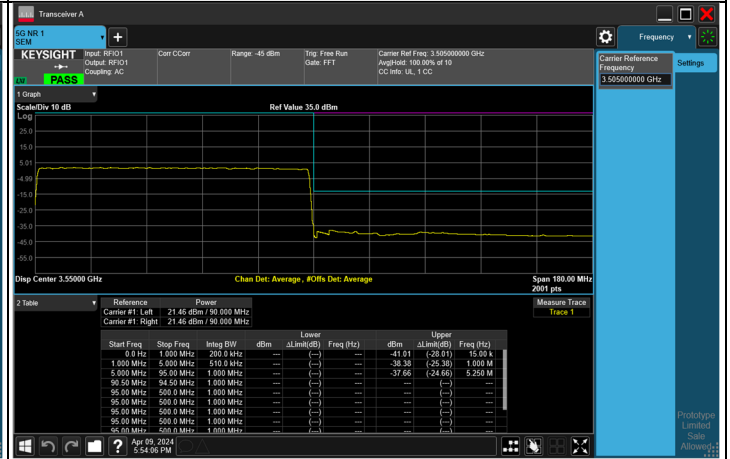 Transceiver A
5G NR 1
SEM
Frequency
KEYSIGHT
Input: RFIO1
Output: RFIO1
Coupling: AC
Corr CCorr
Range: -45 dBm
Trig: Free Run
Gate: FFT
Carrier Ref Freq: 3.505000000 GHz
Avg|Hold: 100.00% of 10
CC Info: UL, 1 CC
LXI
PASS
Carrier Reference
Frequency
3.505000000 GHz
Settings
1 Graph
Scale/Div 10 dB
Ref Value 35.0 dBm
Log
25.0
15.0
5.01
-4.99
-15.0
-25.0
-35.0
-45.0
-55.0
Disp Center 3.55000 GHz
Chan Det: Average , #Offs Det: Average
Span 180.00 MHz
2001 pts
2 Table
Reference Power
Carrier #1: Left 21.46 dBm / 90.000 MHz
Carrier #1: Right 21.46 dBm / 90.000 MHz
Measure Trace
Trace 1
Lower Upper
Start Freq Stop Freq Integ BW dBm ΔLimit(dB) Freq (Hz) dBm ΔLimit(dB) Freq (Hz)
0.0 Hz 1.000 MHz 200.0 kHz --- (---) --- -41.01 (-28.01) 15.00 k
1.000 MHz 5.000 MHz 510.0 kHz --- (---) --- -38.38 (-25.38) 1.000 M
5.000 MHz 95.00 MHz 1.000 MHz --- (---) --- -37.66 (-24.66) 5.250 M
90.50 MHz 94.50 MHz 1.000 MHz --- (---) --- --- (---) ---
95.00 MHz 500.0 MHz 1.000 MHz --- (---) --- --- (---) ---
95.00 MHz 500.0 MHz 1.000 MHz --- (---) --- --- (---) ---
95.00 MHz 500.0 MHz 1.000 MHz --- (---) --- --- (---) ---
95.00 MHz 500.0 MHz 1.000 MHz --- (---) --- --- (---) ---
95.00 MHz 500.0 MHz 1.000 MHz --- (---) --- --- (---) ---
Prototype
Limited
Sale
Allowed
Apr 09, 2024
5:54:06 PM